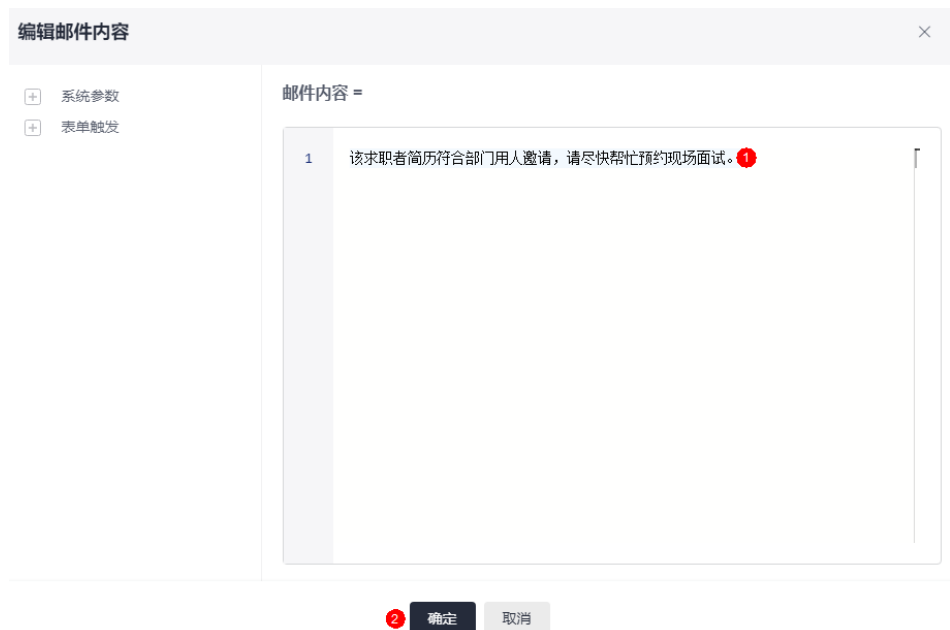 编辑邮件内容
系统参数
表单触发
邮件内容 =
1 该求职者简历符合部门用人邀请，请尽快帮忙预约现场面试。1
2 确定 取消